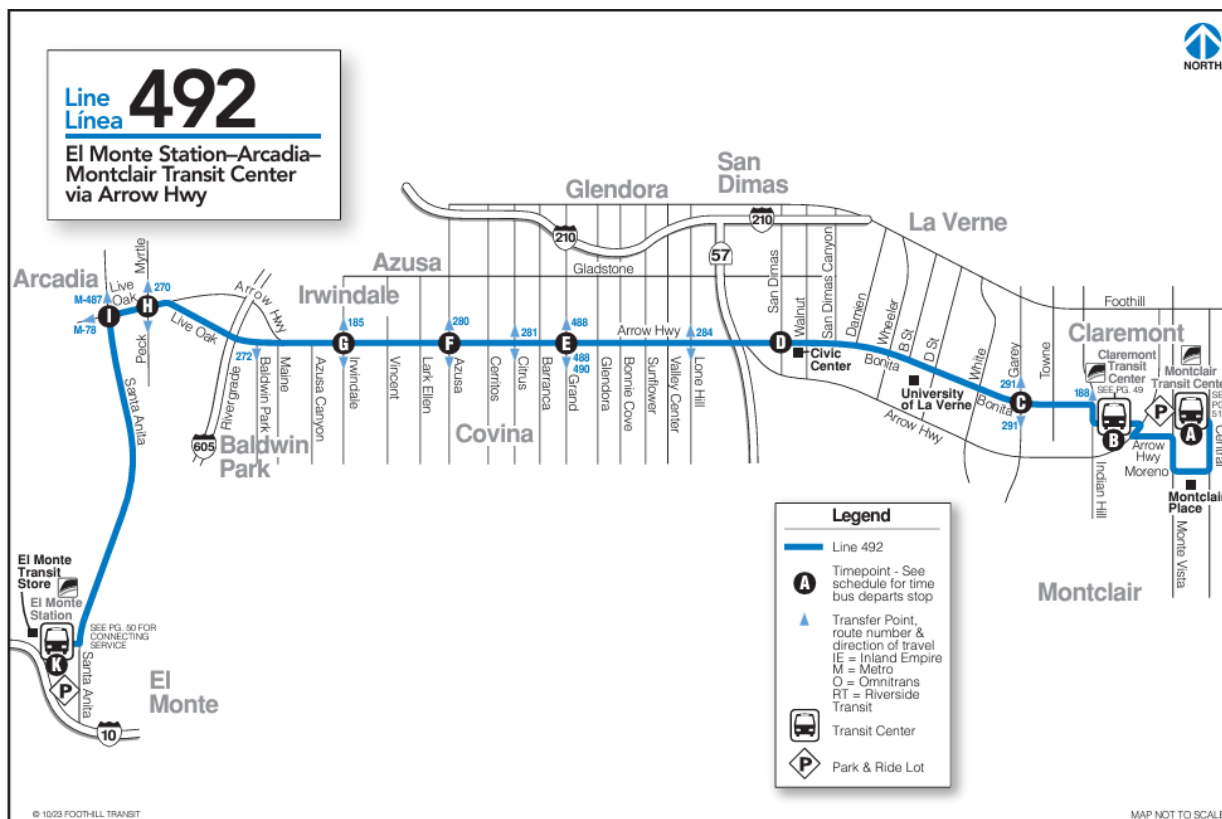 NORTH
Line
Línea
492
El Monte Station–Arcadia–
Montclair Transit Center
via Arrow Hwy
San
Dimas
Glendora
La Verne
Azusa
Irwindale
Arcadia
Claremont
Covina
Baldwin
Park
Montclair
El
Monte
210
210
57
605
10
Foothill
Gladstone
Arrow Hwy
Arrow Hwy
Arrow Hwy
Arrow
Hwy
Live
Oak
Live Oak
Myrtle
Peck
Santa Anita
Santa Anita
Rivergrade
Baldwin Park
Maine
Azusa Canyon
Irwindale
Vincent
Lark Ellen
Azusa
Cerritos
Citrus
Barranca
Grand
Glendora
Bonnie Cove
Sunflower
Valley Center
Lone Hill
San Dimas
Walnut
San Dimas Canyon
Damien
Wheeler
B St
D St
White
Garey
Towne
Bonita
Bonita
Indian Hill
Moreno
Monte Vista
Central
M-487
M-78
270
272
185
280
281
488
488
490
284
291
291
188
I
H
G
F
E
D
C
B
A
K
P
P
Civic
Center
University
of La Verne
Claremont
Transit
Center
SEE PG. 49
Montclair
Transit Center
SEE
PG
51
Montclair
Place
El Monte
Transit
Store
El Monte
Station
SEE PG. 50 FOR
CONNECTING
SERVICE
Legend
Line 492
A
Timepoint - See
schedule for time
bus departs stop
Transfer Point,
route number &
direction of travel
IE = Inland Empire
M = Metro
O = Omnitrans
RT = Riverside
Transit
Transit Center
P
Park & Ride Lot
© 10/23 FOOTHILL TRANSIT
MAP NOT TO SCALE